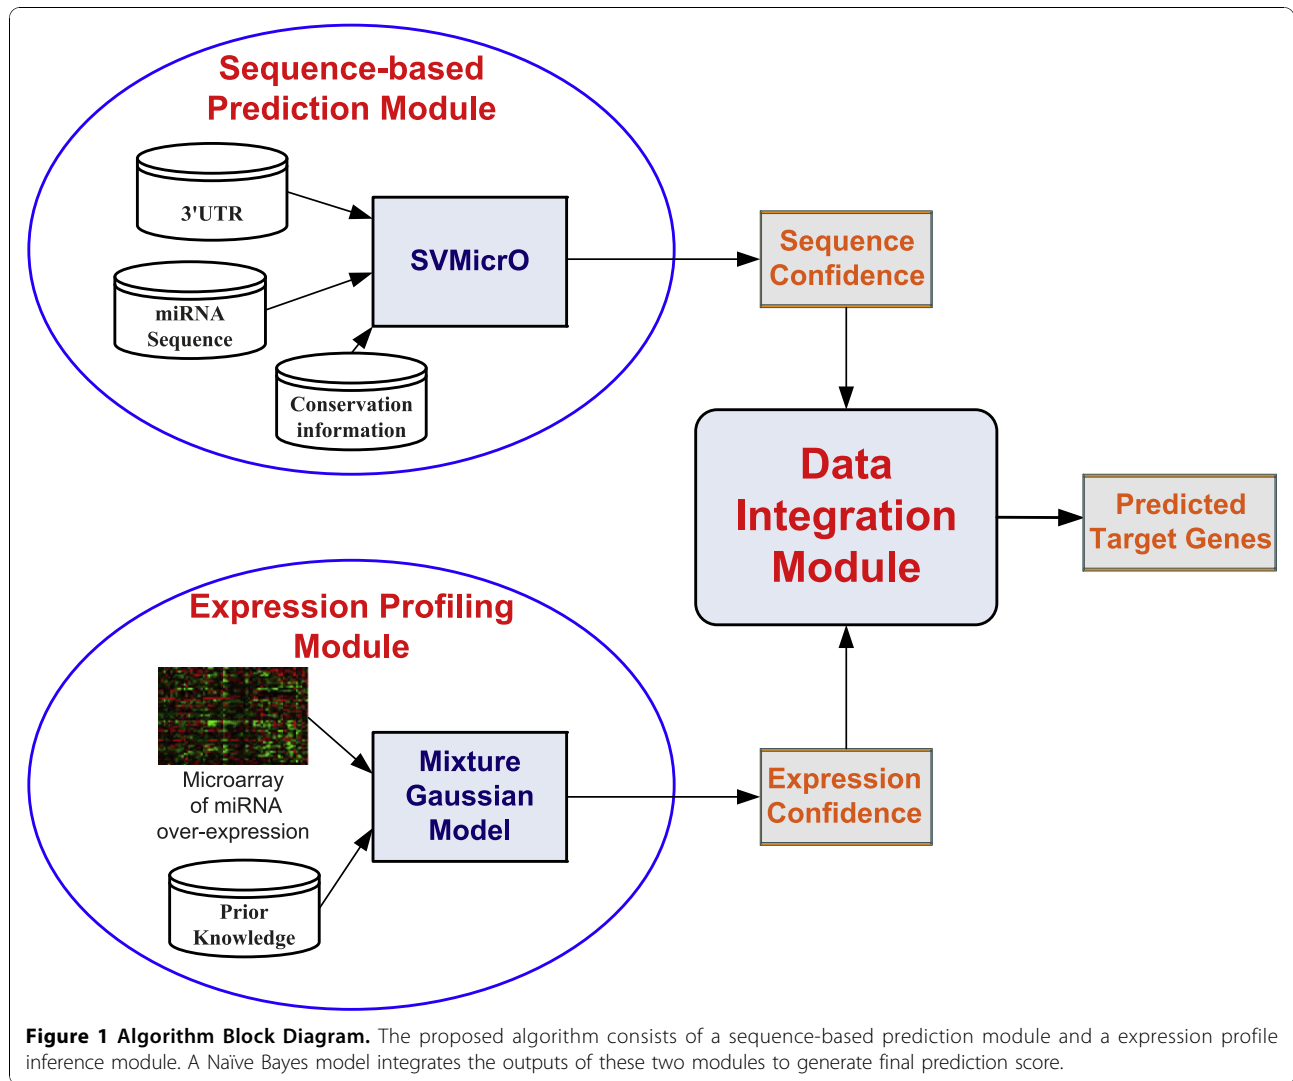 Sequence-based
Prediction Module
3'UTR
SVMicrO
miRNA
Sequence
Conservation
information
Sequence
Confidence
Data
Integration
Module
Predicted
Target Genes
Expression Profiling
Module
Microarray
of miRNA
over-expression
Mixture
Gaussian
Model
Prior
Knowledge
Expression
Confidence
Figure 1 Algorithm Block Diagram. The proposed algorithm consists of a sequence-based prediction module and a expression profile
inference module. A Naïve Bayes model integrates the outputs of these two modules to generate final prediction score.